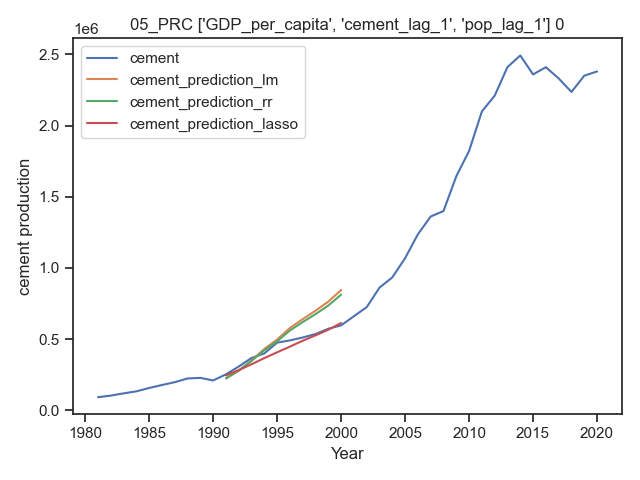 05_PRC ['GDP_per_capita', 'cement_lag_1', 'pop_lag_1'] 0
1e6
cement
cement_prediction_lm
cement_prediction_rr
cement_prediction_lasso
2.5
2.0
1.5
1.0
0.5
0.0
cement production
1980 1985 1990 1995 2000 2005 2010 2015 2020
Year